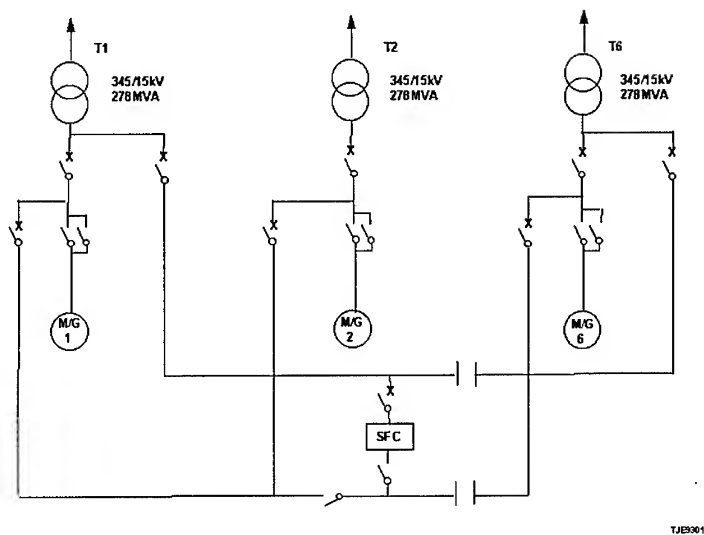 T1
345/15kV
278MVA
T2
345/15kV
278MVA
T6
345/15kV
278MVA
M/G
1
M/G
2
M/G
6
SFC
TJE9301